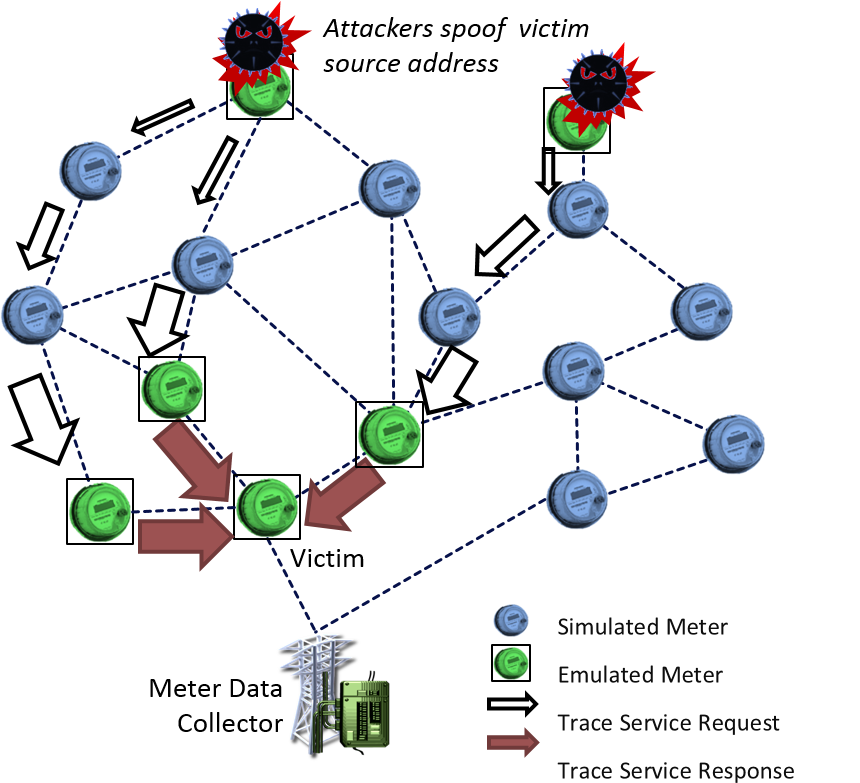 Attackers spoof victim
source address
Victim
Meter Data
Collector
Simulated Meter
Emulated Meter
Trace Service Request
Trace Service Response